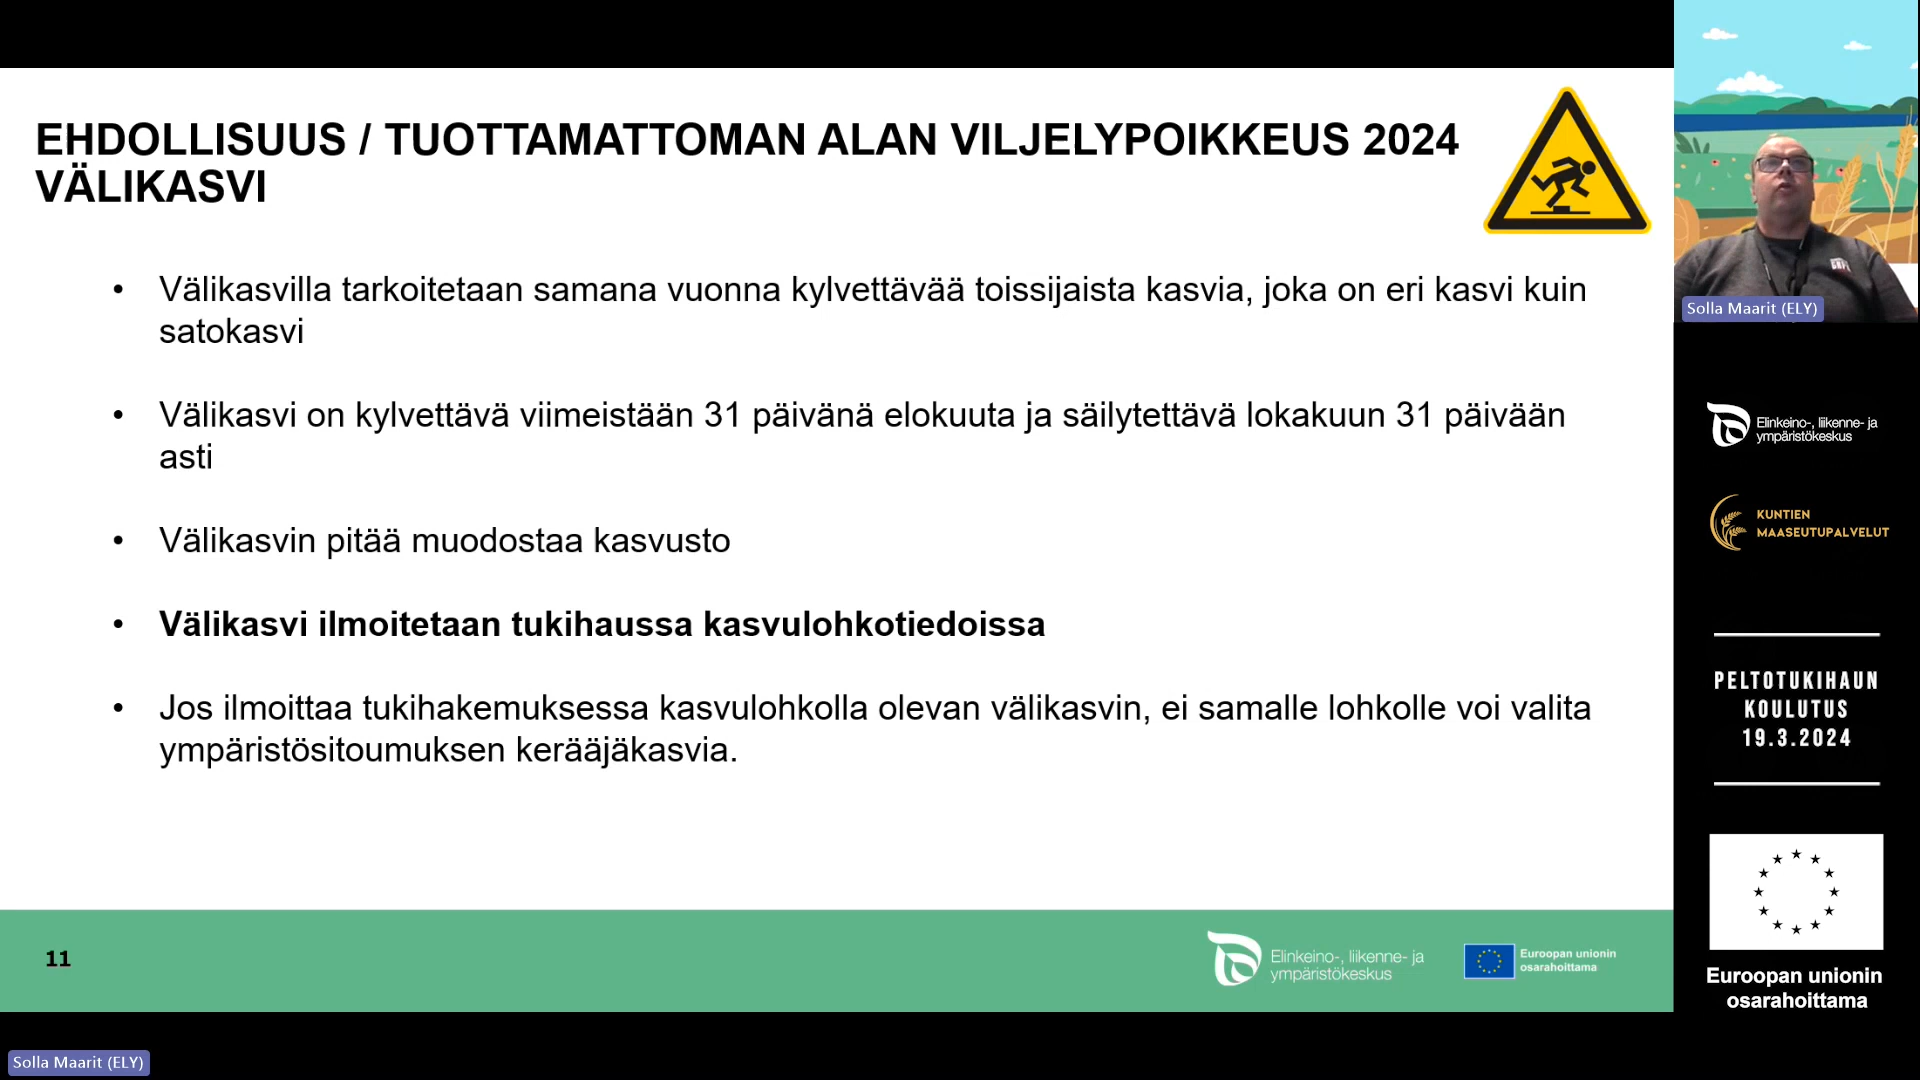 EHDOLLISUUS / TUOTTAMATTOMAN ALAN VILJELYPOIKKEUS 2024
VÄLIKASVI
• Välikasvilla tarkoitetaan samana vuonna kylvettävää toissijaista kasvia, joka on eri kasvi kuin
satokasvi
• Välikasvi on kylvettävä viimeistään 31 päivänä elokuuta ja säilytettävä lokakuun 31 päivään
asti
• Välikasvin pitää muodostaa kasvusto
• Välikasvi ilmoitetaan tukihaussa kasvulohkotiedoissa
• Jos ilmoittaa tukihakemuksessa kasvulohkolla olevan välikasvin, ei samalle lohkolle voi valita
ympäristösitoumuksen kerääjäkasvia.
11
Elinkeino-, liikenne- ja
ympäristökeskus
Euroopan unionin
osarahoittama
Solla Maarit (ELY)
Elinkeino-, liikenne- ja
ympäristökeskus
KUNTIEN
MAASEUTUPALVELUT
PELTOTUKIHAUN
KOULUTUS
19.3.2024
Euroopan unionin
osarahoittama
Solla Maarit (ELY)